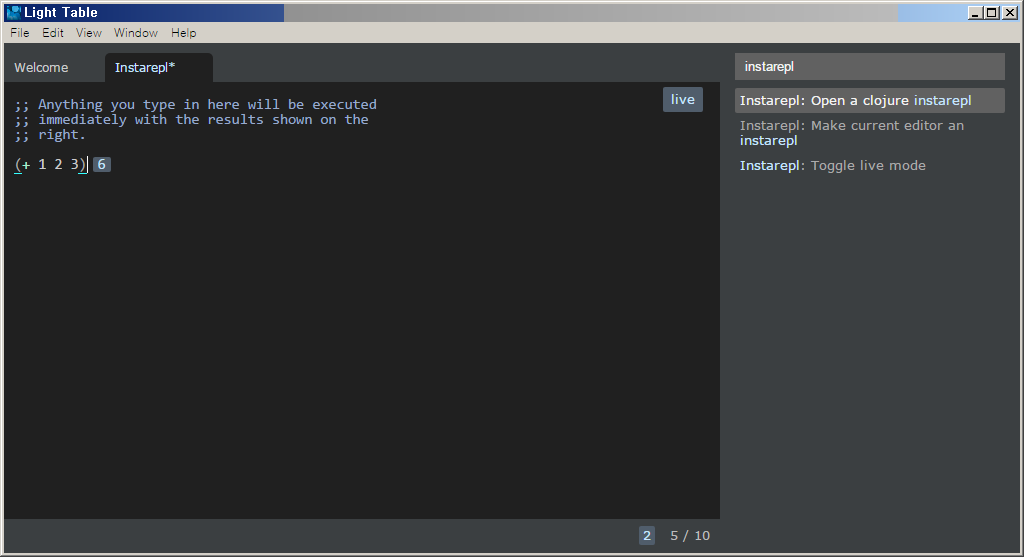 Light Table
File Edit View Window Help
Welcome Instarepl*
;; Anything you type in here will be executed
;; immediately with the results shown on the
;; right.
(+ 1 2 3) 6
live
instarepl
Instarepl: Open a clojure instarepl
Instarepl: Make current editor an
instarepl
Instarepl: Toggle live mode
2 5 / 10